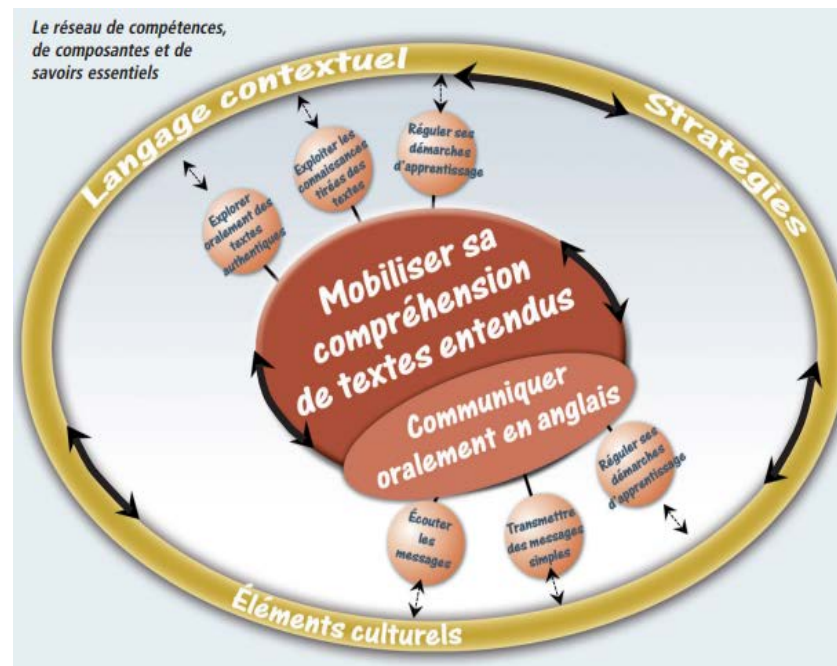 Le réseau de compétences,
de composantes et de
savoirs essentiels
Langage contextuel
Stratégies
Explorer
oralement des
textes
authentiques
Exploiter les
connaissances
tirées des
textes
Réguler ses
démarches
d'apprentissage
Mobiliser sa
compréhension
de textes entendus
Communiquer
oralement en anglais
Écouter
les
messages
Transmettre
des messages
simples
Réguler ses
démarches
d'apprentissage
Éléments culturels